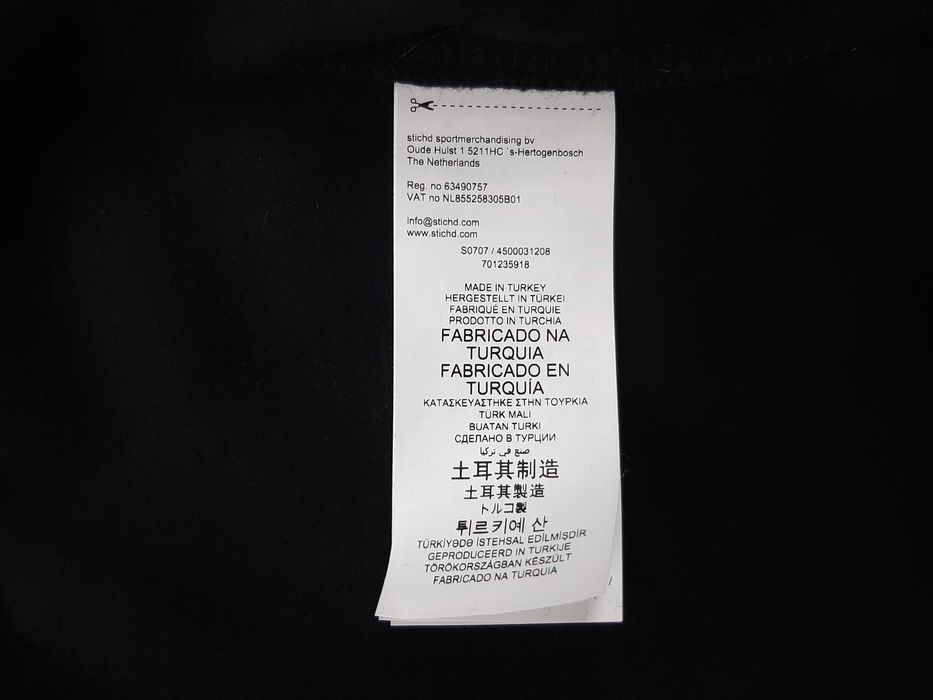 stichd sportmerchandising bv
Oude Hulst 1 5211HC `s-Hertogenbosch
The Netherlands
Reg. no 63490757
VAT no NL855258305B01
info@stichd.com
www.stichd.com
S0707 / 4500031208
701235918
MADE IN TURKEY
HERGESTELLT IN TÜRKEI
FABRIQUÉ EN TURQUIE
PRODOTTO IN TURCHIA
FABRICADO NA
TURQUIA
FABRICADO EN
TURQUÍA
ΚΑΤΑΣΚΕΥΑΣΤΗΚΕ ΣΤΗΝ ΤΟΥΡΚΙΑ
TÜRK MALI
BUATAN TURKI
СДЕЛАНО В ТУРЦИИ
صنع في تركيا
土耳其制造
土耳其製造
トルコ製
튀르키예 산
TÜRKİYƏDƏ İSTEHSAL EDİLMİŞDİR
GEPRODUCEERD IN TURKIJE
TÖRÖKORSZÁGBAN KÉSZÜLT
FABRICADO NA TURQUIA